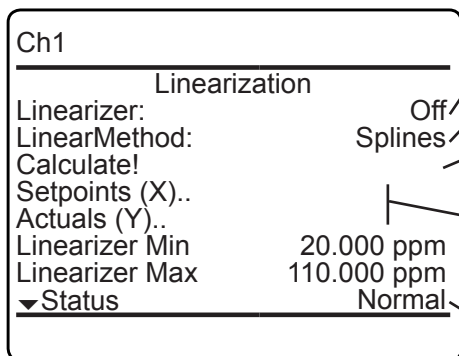 Ch1
Linearization
Linearizer: Off
LinearMethod: Splines
Calculate!
Setpoints (X)..
Actuals (Y)..
Linearizer Min 20.000 ppm
Linearizer Max 110.000 ppm
Status Normal